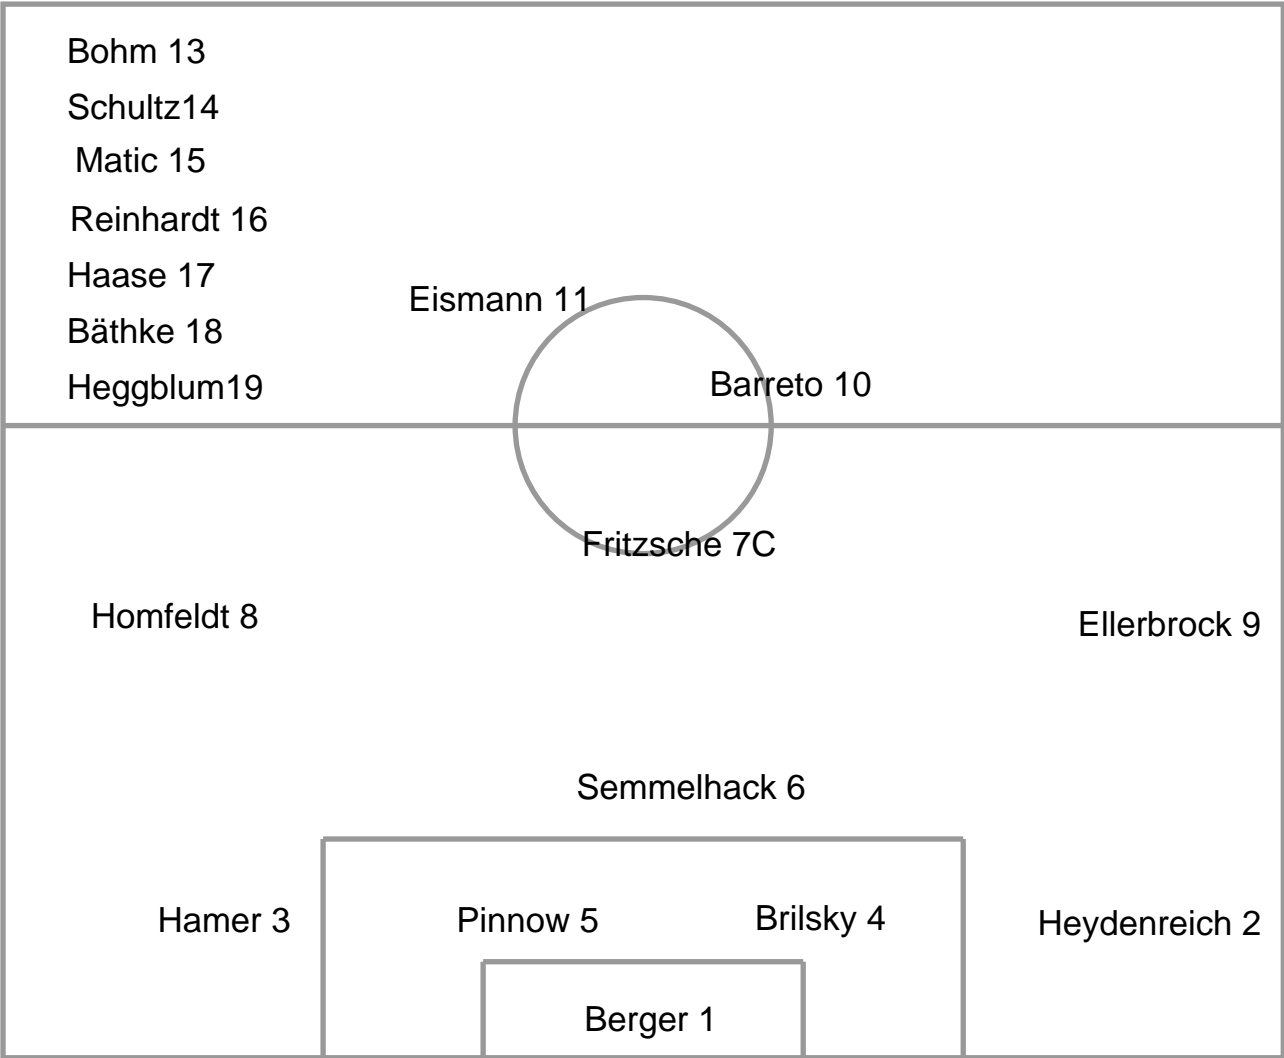 Bohm 13
Schultz14
Matic 15
Reinhardt 16
Haase 17
Eismann 11
Bäthke 18
Heggblum19
Barreto 10
Fritzsche 7C
Homfeldt 8
Ellerbrock 9
Semmelhack 6
Hamer 3
Pinnow 5
Brilsky 4
Heydenreich 2
Berger 1